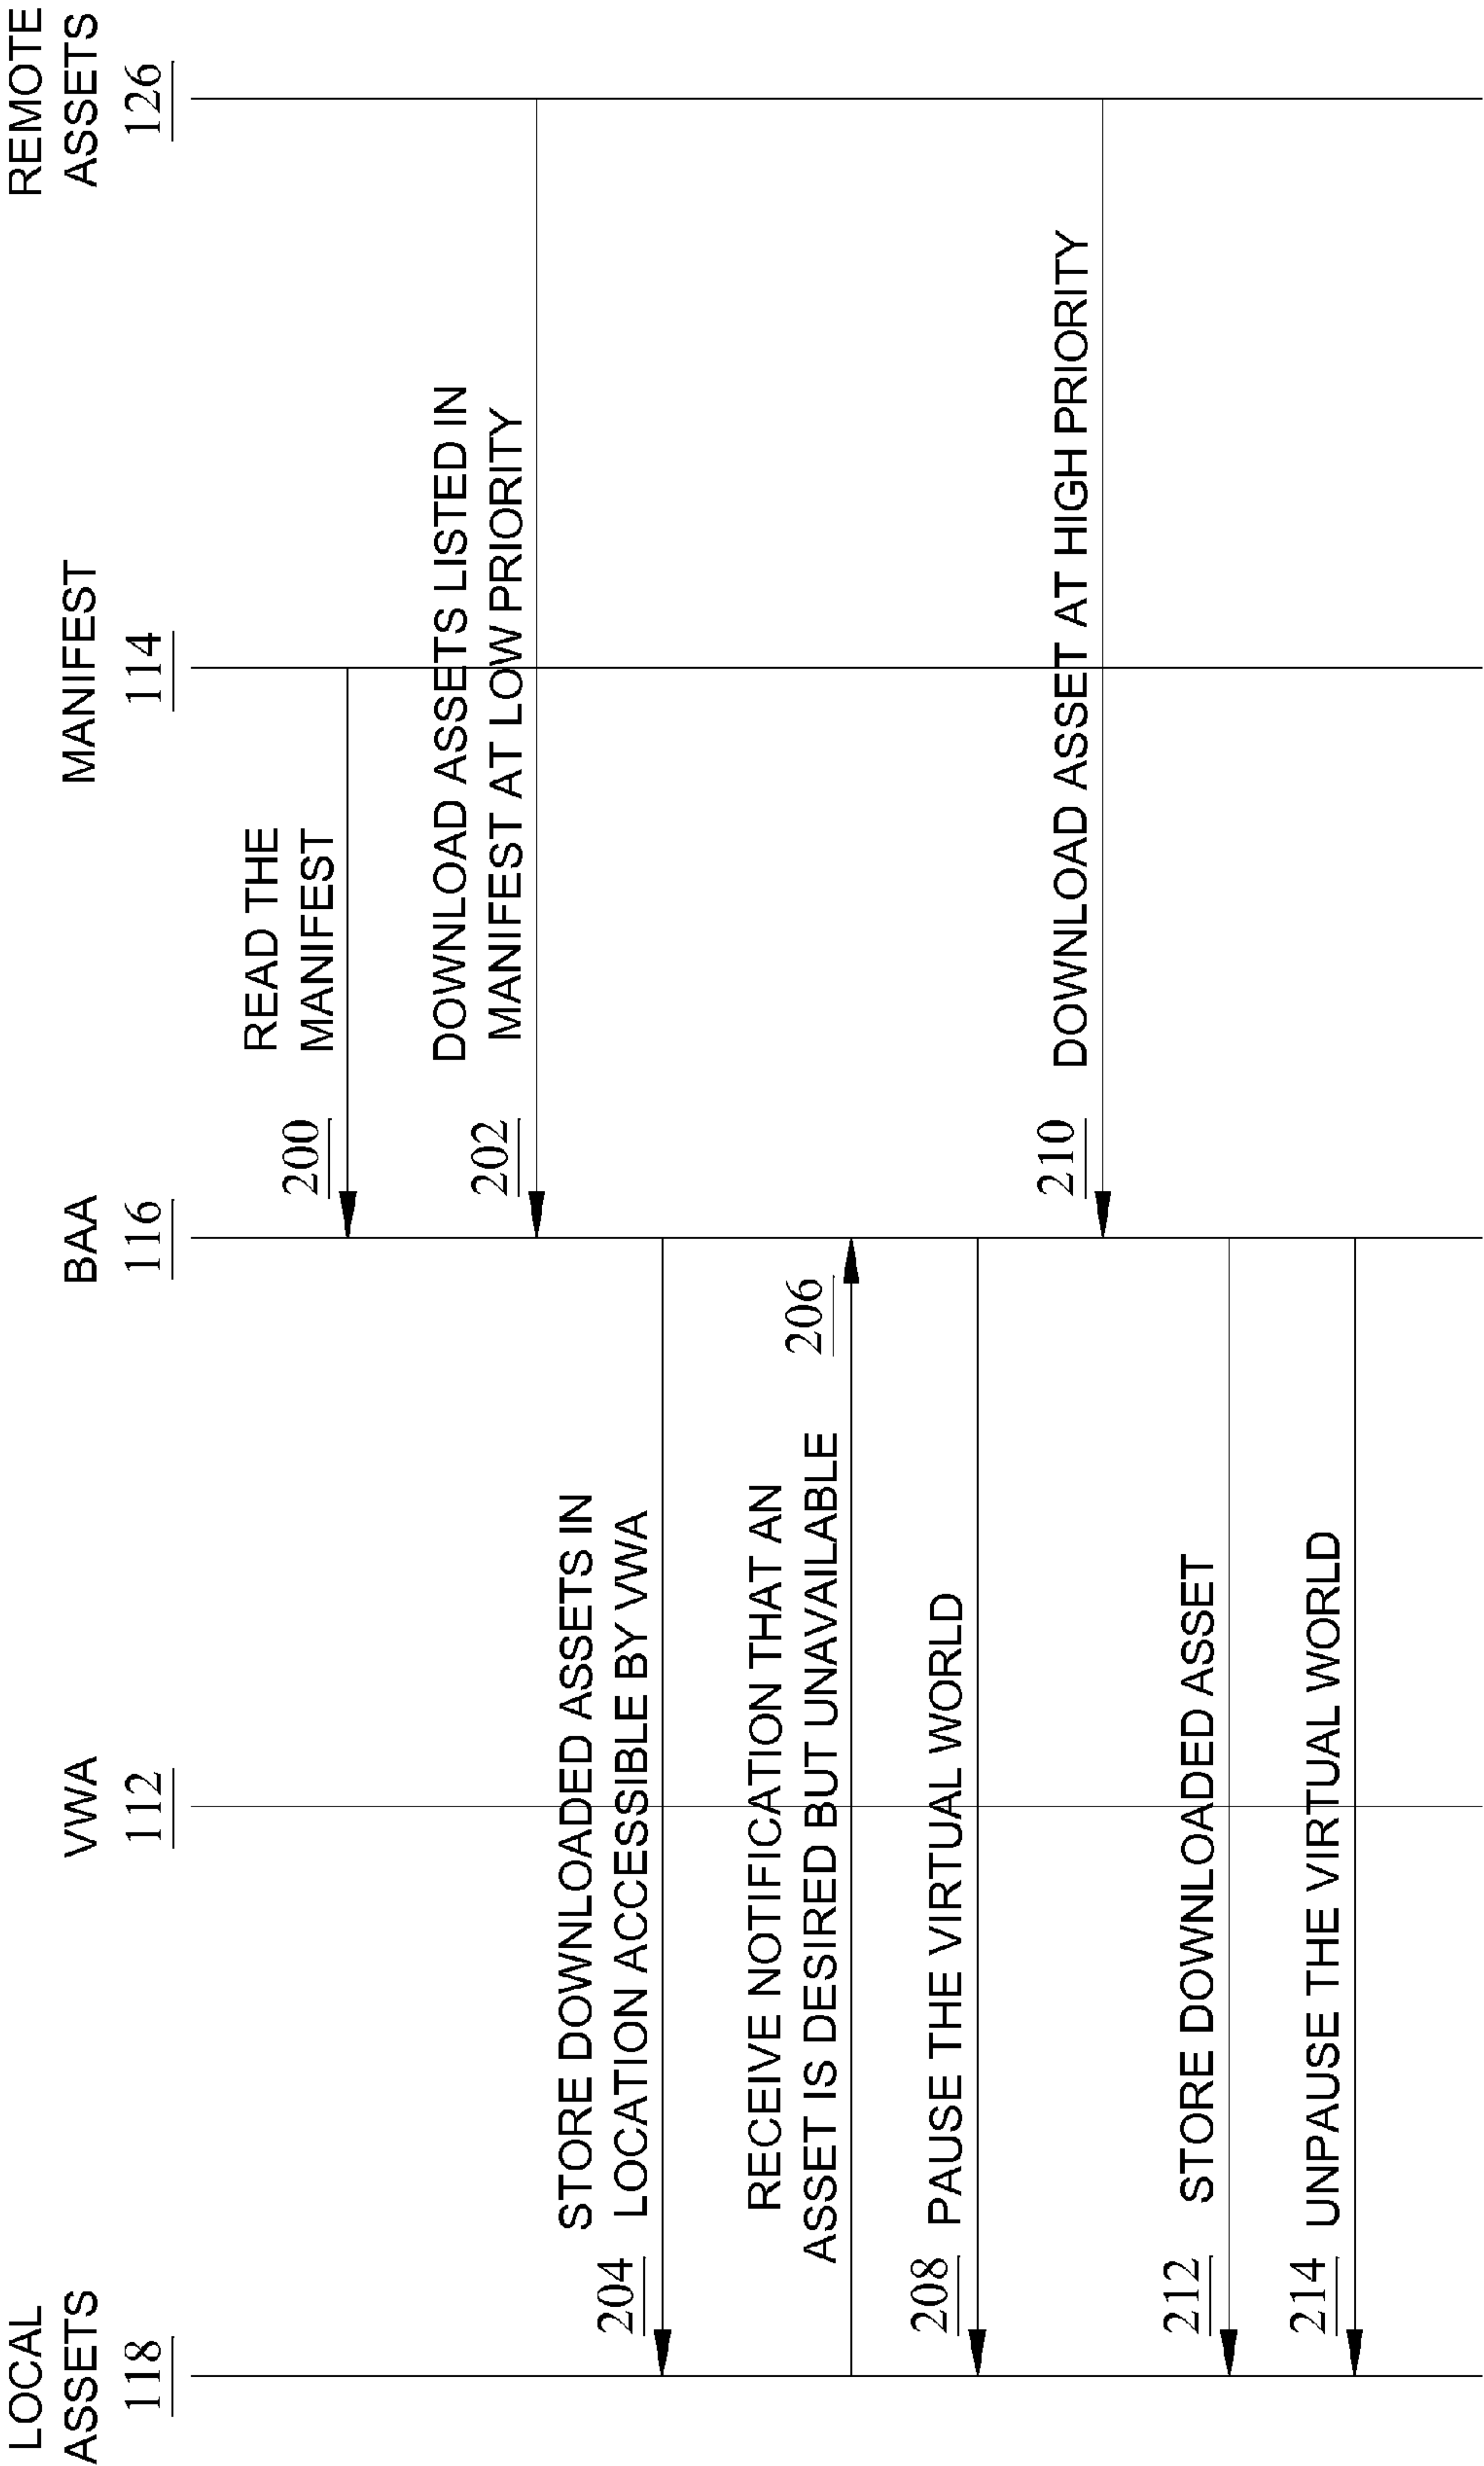 LOCAL
ASSETS
118
VWA
112
BAA
116
MANIFEST
114
REMOTE
ASSETS
126
READ THE
MANIFEST
200
DOWNLOAD ASSETS LISTED IN
MANIFEST AT LOW PRIORITY
202
STORE DOWNLOADED ASSETS IN
LOCATION ACCESSIBLE BY VWA
204
RECEIVE NOTIFICATION THAT AN
ASSET IS DESIRED BUT UNAVAILABLE
206
208
PAUSE THE VIRTUAL WORLD
210
DOWNLOAD ASSET AT HIGH PRIORITY
212
STORE DOWNLOADED ASSET
214
UNPAUSE THE VIRTUAL WORLD